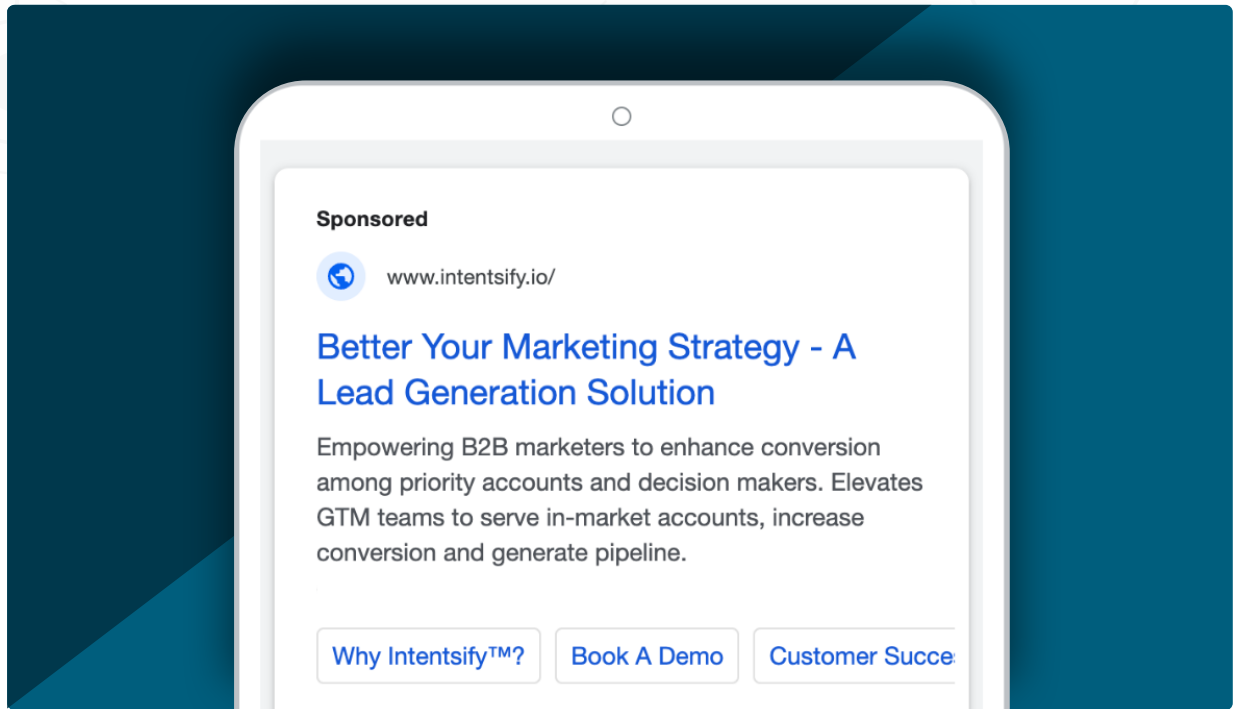 Sponsored
www.intentsify.io/
Better Your Marketing Strategy - A
Lead Generation Solution
Empowering B2B marketers to enhance conversion
among priority accounts and decision makers. Elevates
GTM teams to serve in-market accounts, increase
conversion and generate pipeline.
Why Intentsify™? Book A Demo Customer